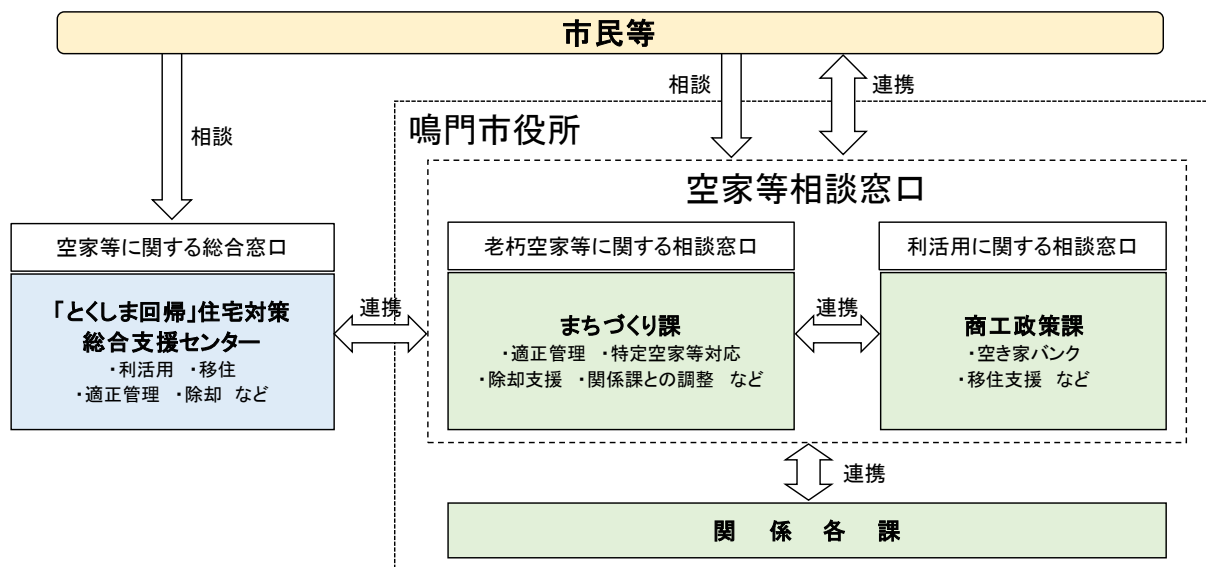 市民等
相談
連携
相談
鳴門市役所
空家等相談窓口
空家等に関する総合窓口
老朽空家等に関する相談窓口
利活用に関する相談窓口
「とくしま回帰」住宅対策
総合支援センター
・利活用 ・移住
・適正管理 ・除却 など
連携
まちづくり課
・適正管理 ・特定空家等対応
・除却支援 ・関係課との調整 など
連携
商工政策課
・空き家バンク
・移住支援 など
連携
関係各課